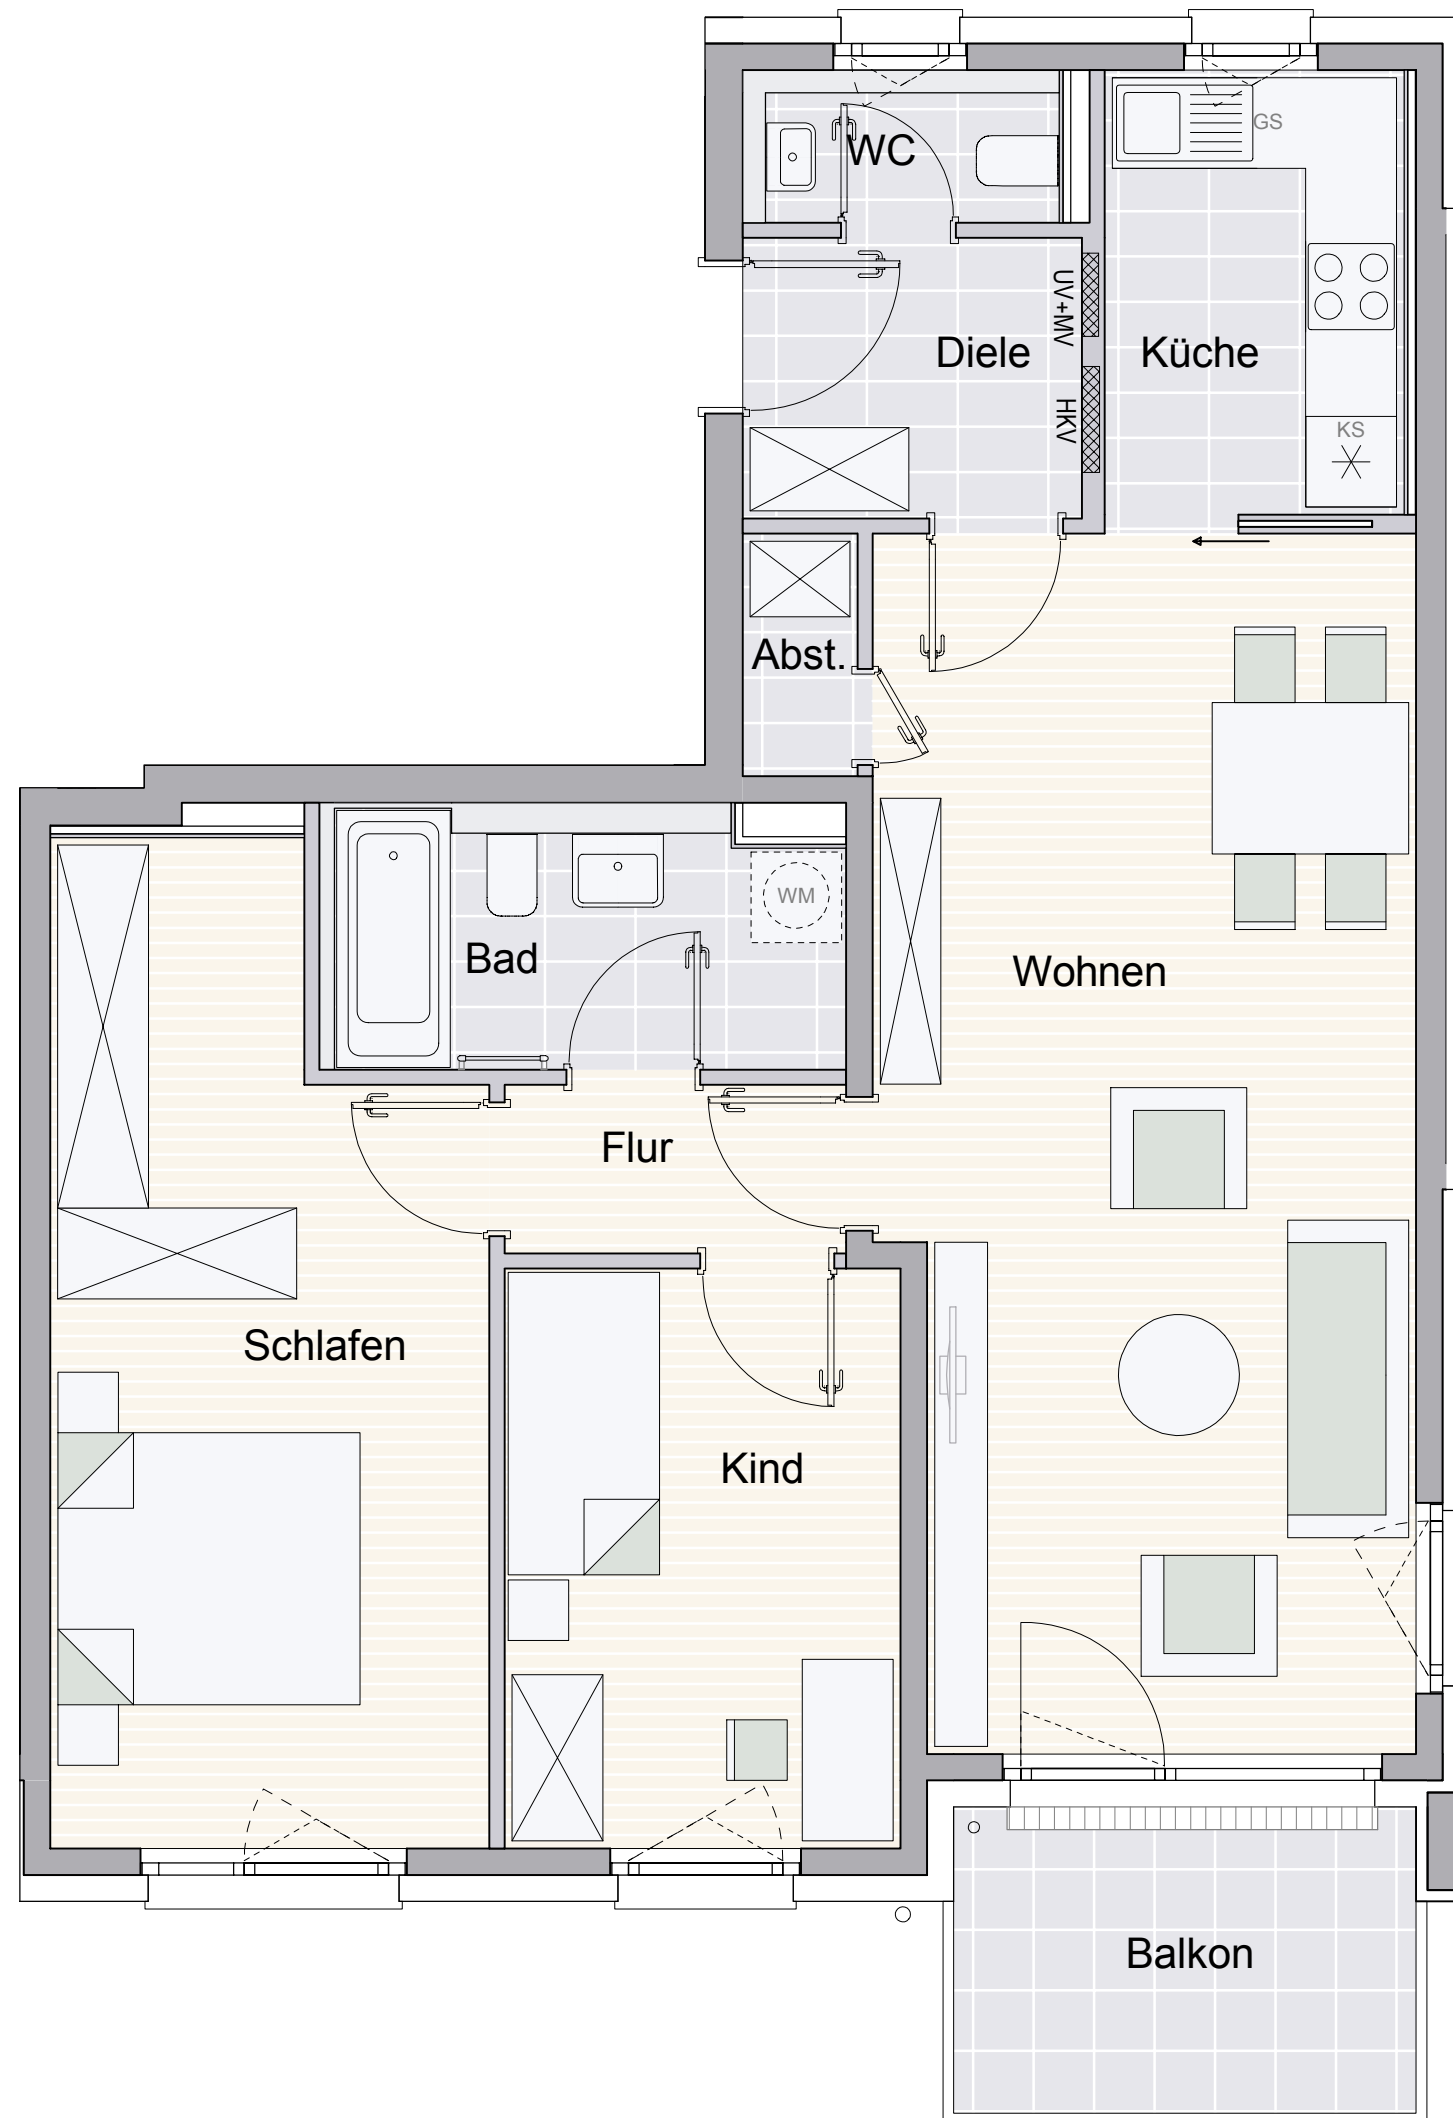 WC
GS
UV+MV
Diele
Küche
HKV
KS
Abst.
WM
Bad
Wohnen
Flur
Schlafen
Kind
Balkon